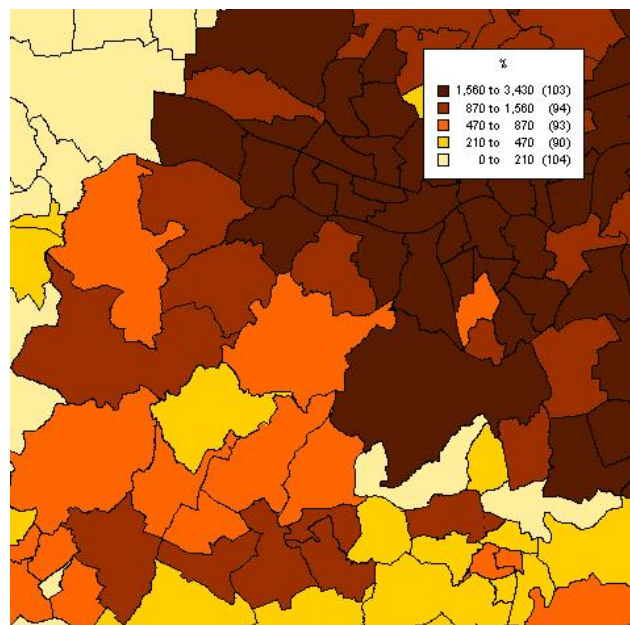 %
1,560 to 3,430 (103)
870 to 1,560 (94)
470 to 870 (93)
210 to 470 (90)
0 to 210 (104)